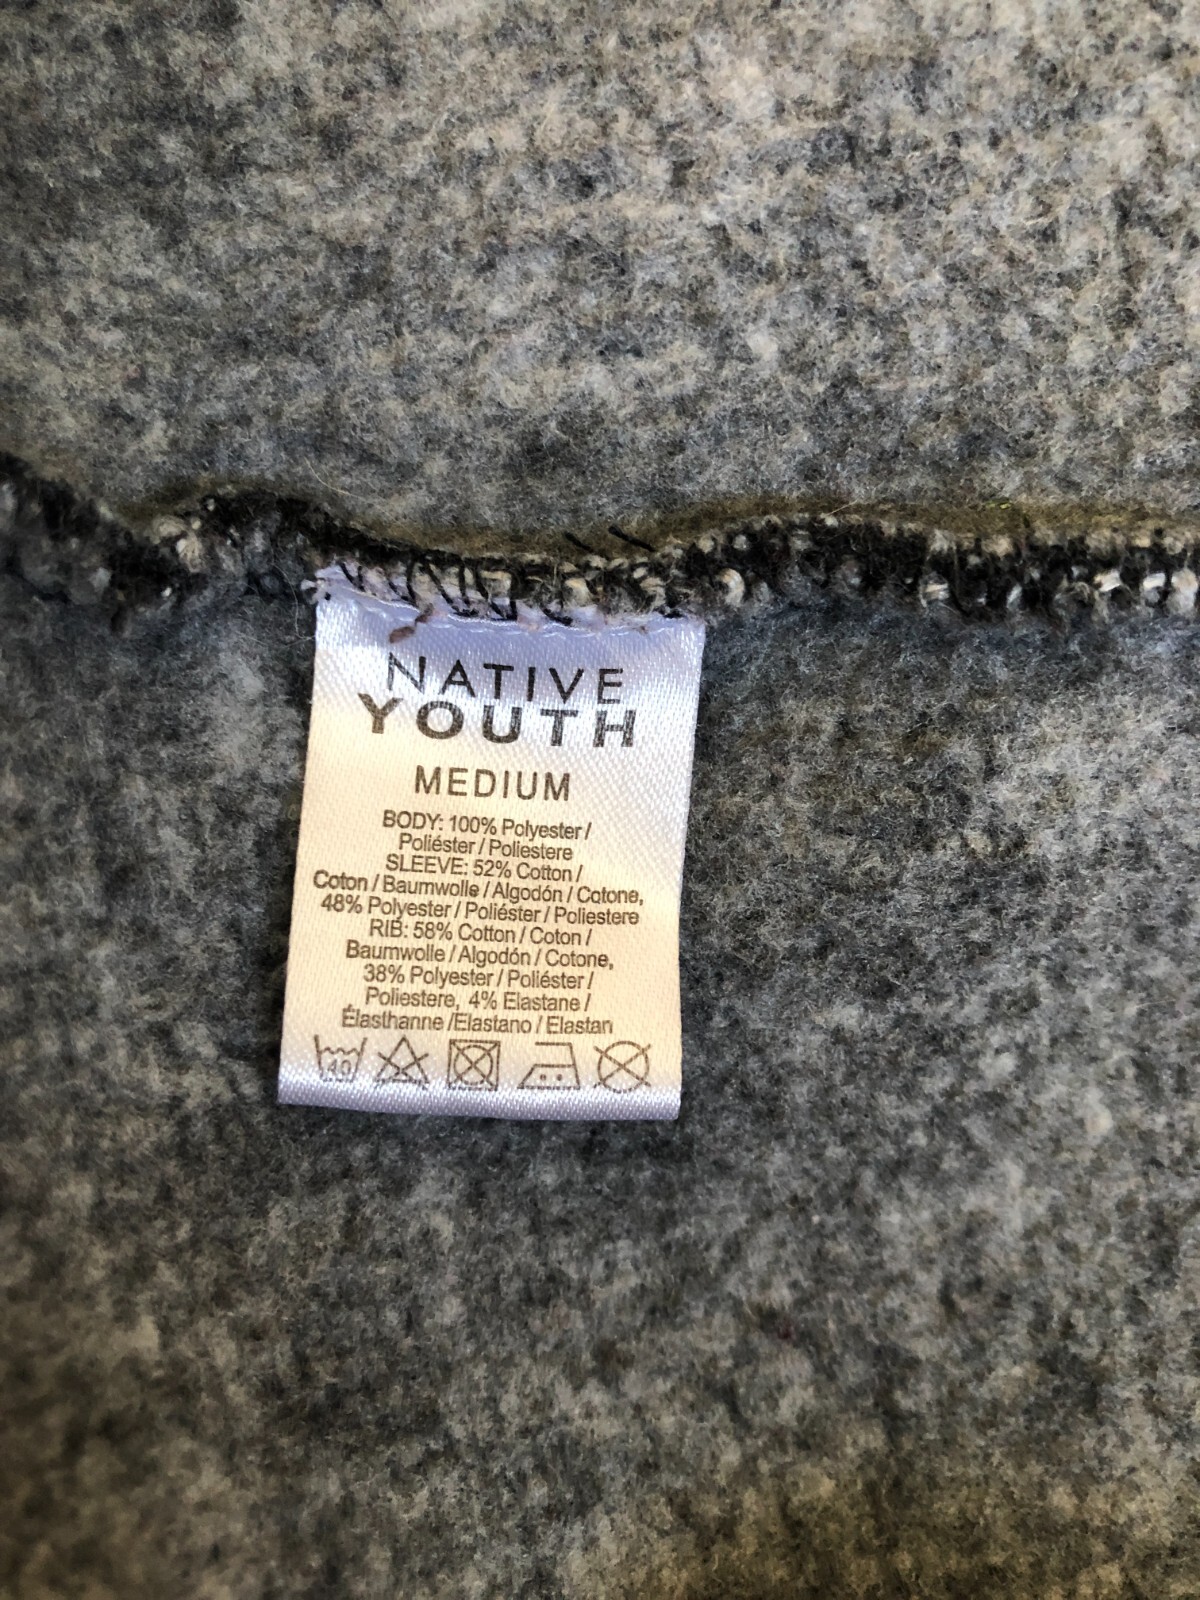 NATIVE
YOUTH
MEDIUM
BODY: 100% Polyester /
Poliéster / Poliestere
SLEEVE: 52% Cotton /
Coton / Baumwolle / Algodón / Cotone,
48% Polyester / Poliéster / Poliestere
RIB: 58% Cotton / Coton /
Baumwolle / Algodón / Cotone,
38% Polyester / Poliéster /
Poliestere, 4% Elastane /
Élasthanne /Elastano / Elastan
40